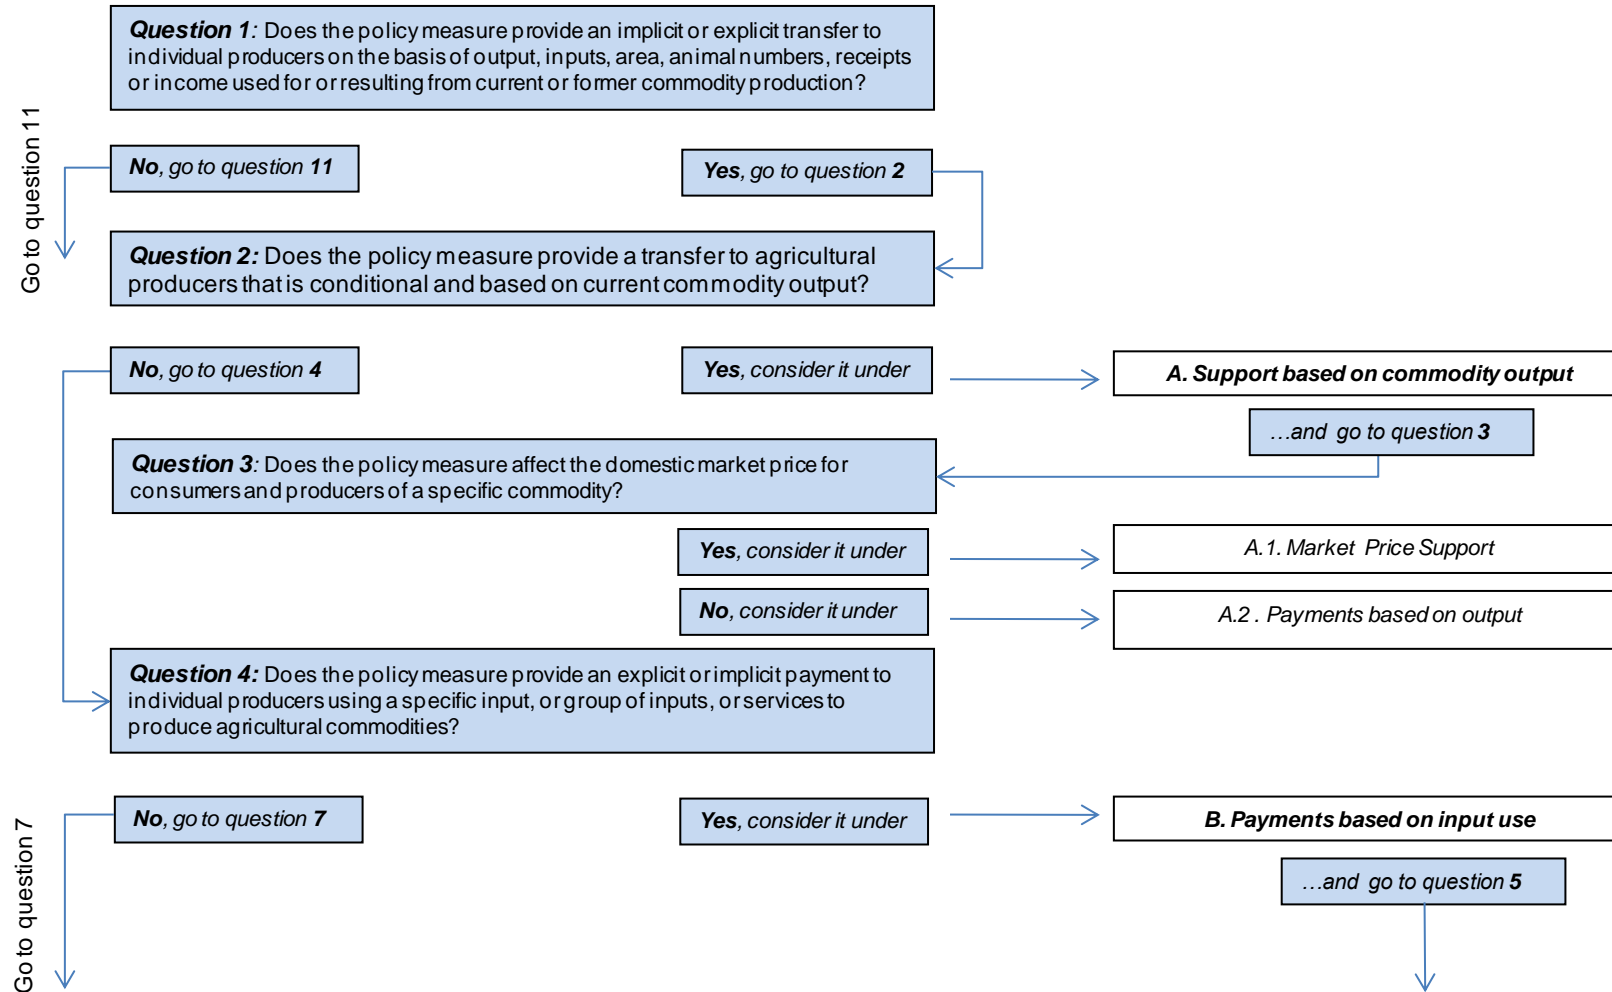 Question 1: Does the policy measure provide an implicit or explicit transfer to
individual producers on the basis of output, inputs, area, animal numbers, receipts
or income used for or resulting from current or former commodity production?
Go to question 11
No, go to question 11
Yes, go to question 2
Question 2: Does the policy measure provide a transfer to agricultural
producers that is conditional and based on current commodity output?
No, go to question 4
Yes, consider it under
A. Support based on commodity output
…and go to question 3
Question 3: Does the policy measure affect the domestic market price for
consumers and producers of a specific commodity?
Yes, consider it under
A.1. Market Price Support
No, consider it under
A.2 . Payments based on output
Question 4: Does the policy measure provide an explicit or implicit payment to
individual producers using a specific input, or group of inputs, or services to
produce agricultural commodities?
Go to question 7
No, go to question 7
Yes, consider it under
B. Payments based on input use
…and go to question 5